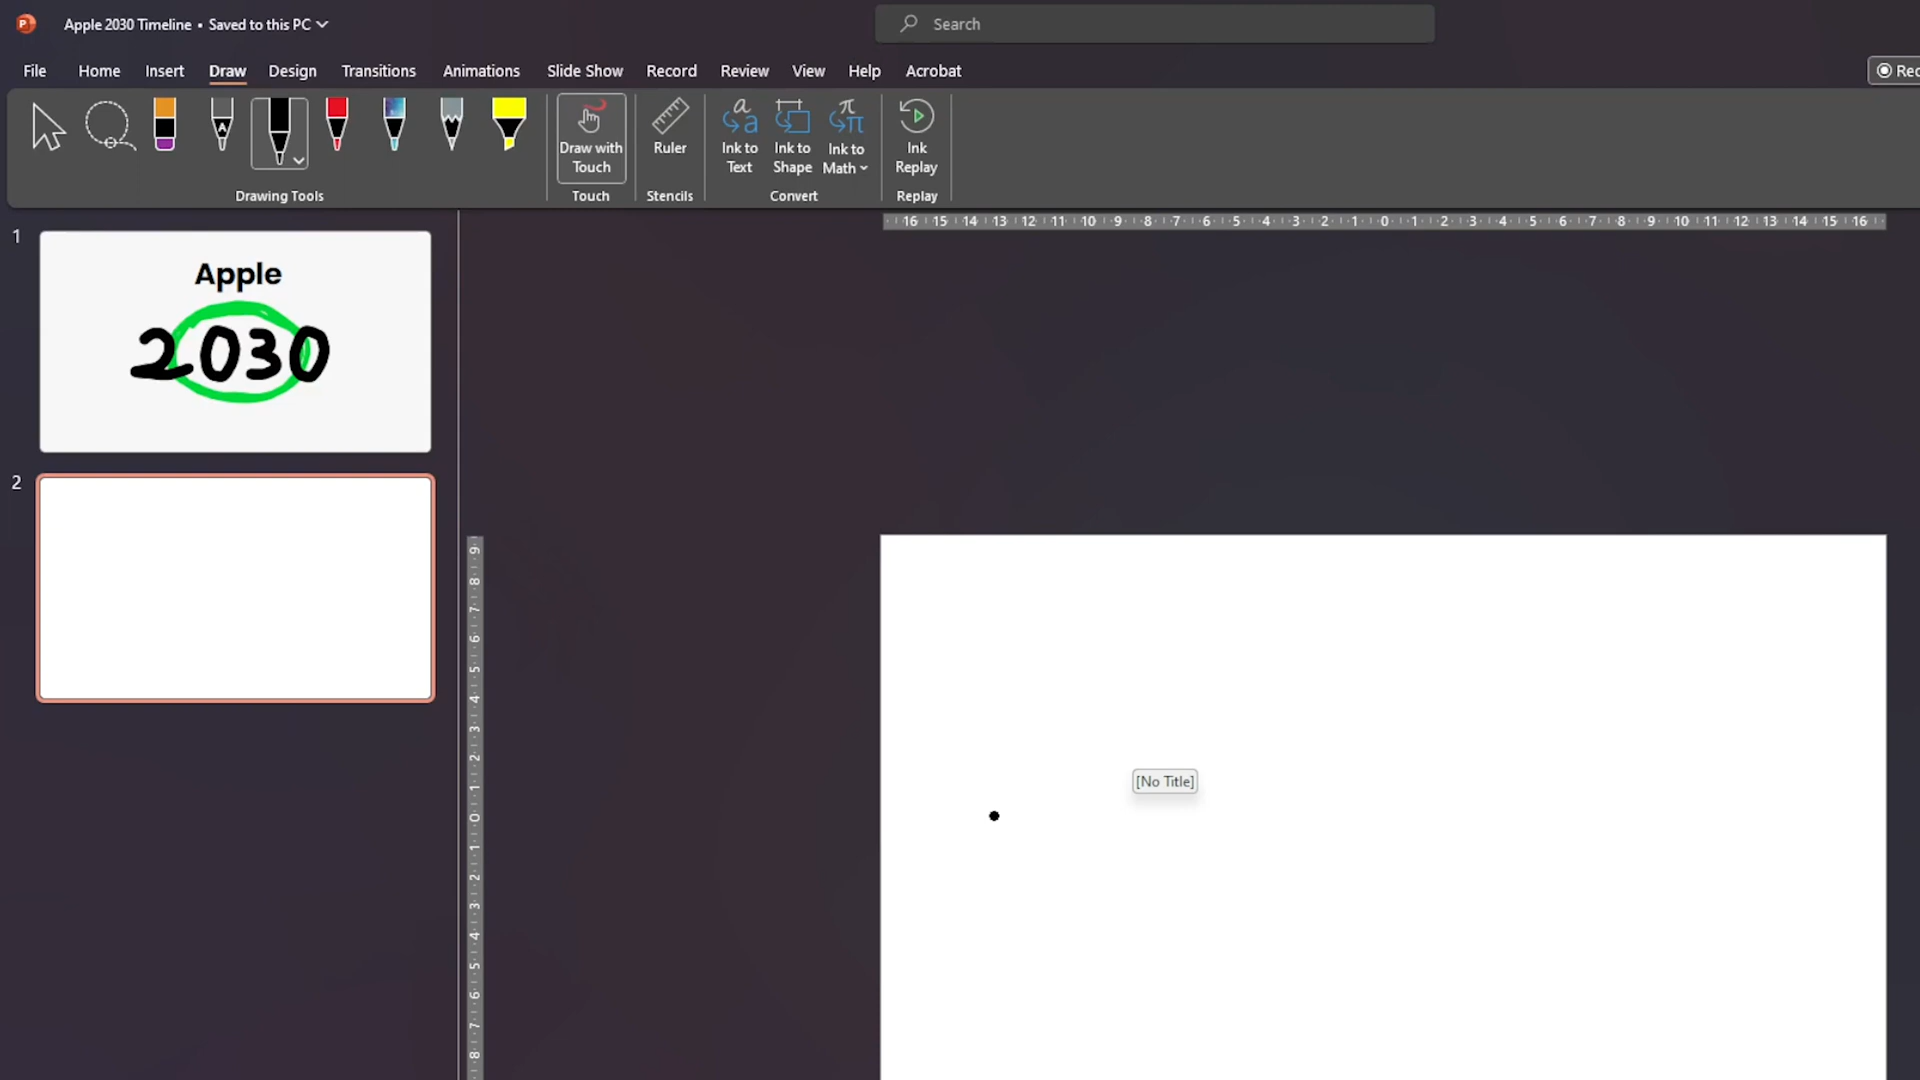 Apple 2030 Timeline • Saved to this PC
Search
File Home Insert Draw Design Transitions Animations Slide Show Record Review View Help Acrobat
Rec
Draw with Touch
Ruler
Ink to Text
Ink to Shape
Ink to Math
Ink Replay
Drawing Tools
Touch
Stencils
Convert
Replay
16 15 14 13 12 11 10 9 8 7 6 5 4 3 2 1 0 1 2 3 4 5 6 7 8 9 10 11 12 13 14 15 16
1
Apple
2030
2
9 8 7 6 5 4 3 2 1 0 1 2 3 4 5 6 7 8
[No Title]